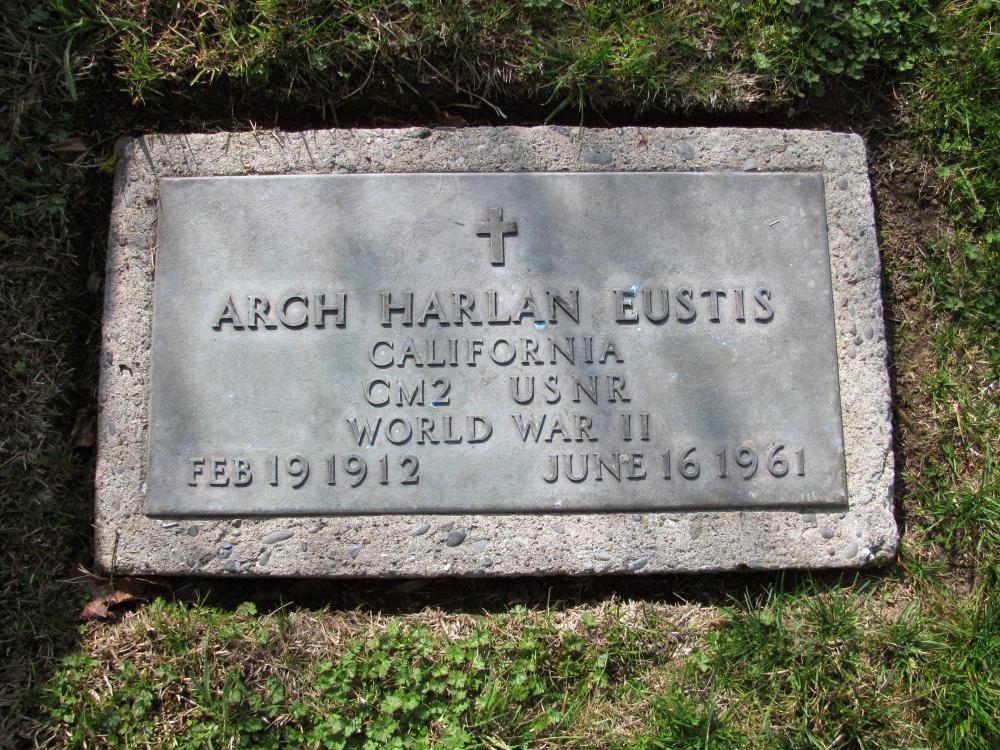 ARCH HARLAN EUSTIS
CALIFORNIA
CM2 USNR
WORLD WAR II
FEB 19 1912 JUNE 16 1961